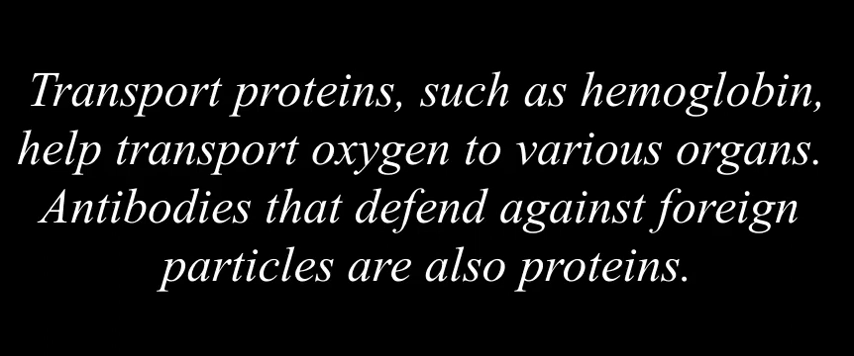 Transport proteins, such as hemoglobin,
help transport oxygen to various organs.
Antibodies that defend against foreign
particles are also proteins.